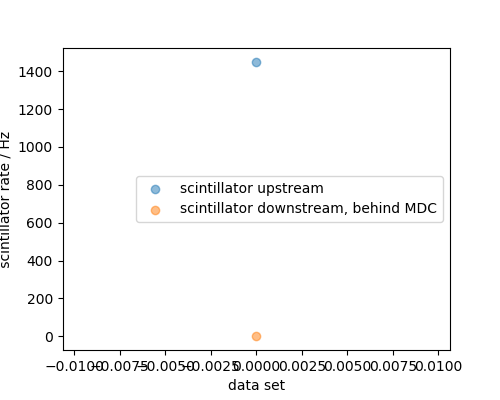 scintillator rate / Hz
1400
1200
1000
800
600
400
200
0
scintillator upstream
scintillator downstream, behind MDC
−0.0100 −0.0075 −0.0050 −0.0025 0.0000 0.0025 0.0050 0.0075 0.0100
data set